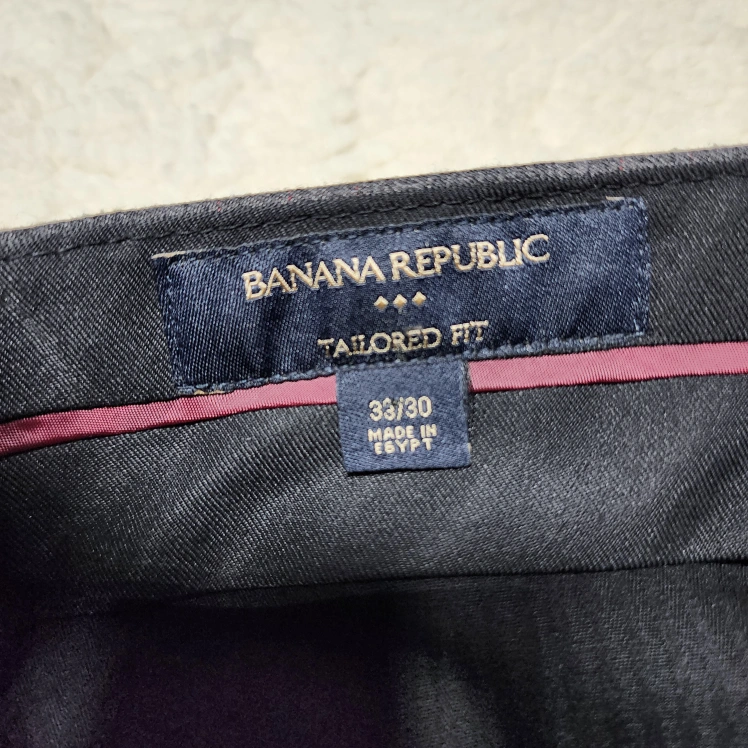 BANANA REPUBLIC
TAILORED FIT
33/30
MADE IN
EGYPT